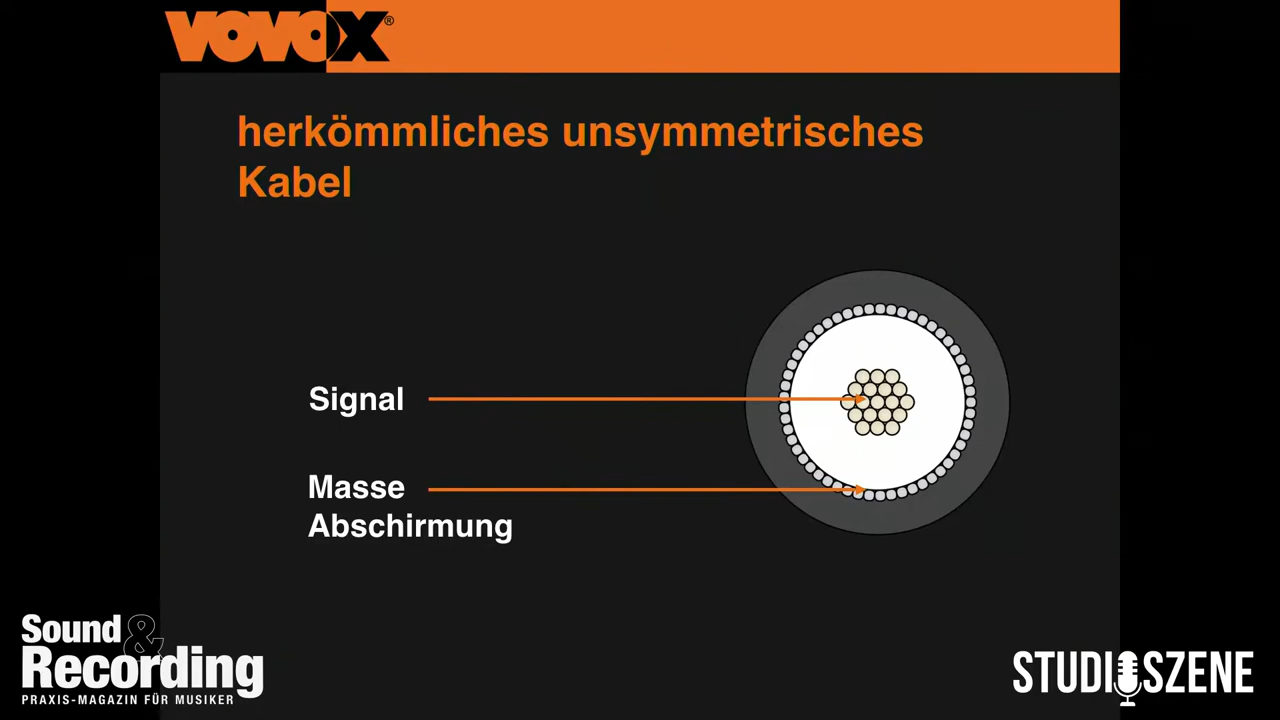 VOVOX®
herkömmliches unsymmetrisches
Kabel
Signal
Masse
Abschirmung
Sound &
Recording
PRAXIS-MAGAZIN FÜR MUSIKER
STUDIOSZENE